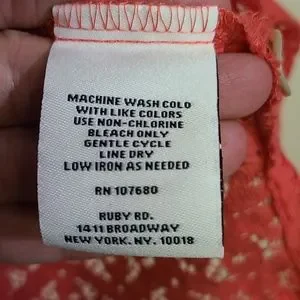 MACHINE WASH COLD
WITH LIKE COLORS
USE NON-CHLORINE
BLEACH ONLY
GENTLE CYCLE
LINE DRY
LOW IRON AS NEEDED
RN 107680
RUBY RD.
1411 BROADWAY
NEW YORK, NY, 10018